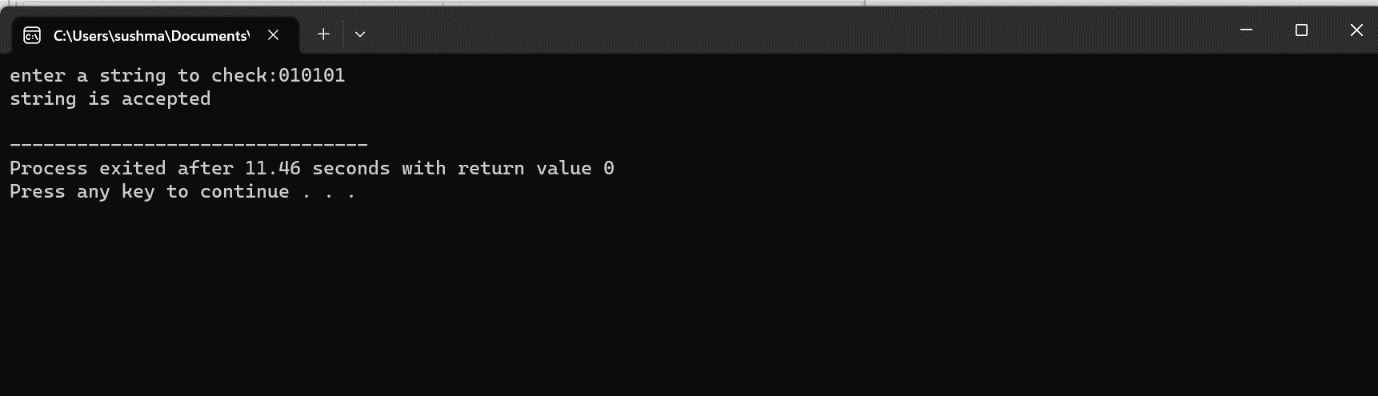 C:\Users\sushma\Documents\
enter a string to check:010101
string is accepted
--------------------------------
Process exited after 11.46 seconds with return value 0
Press any key to continue . . .